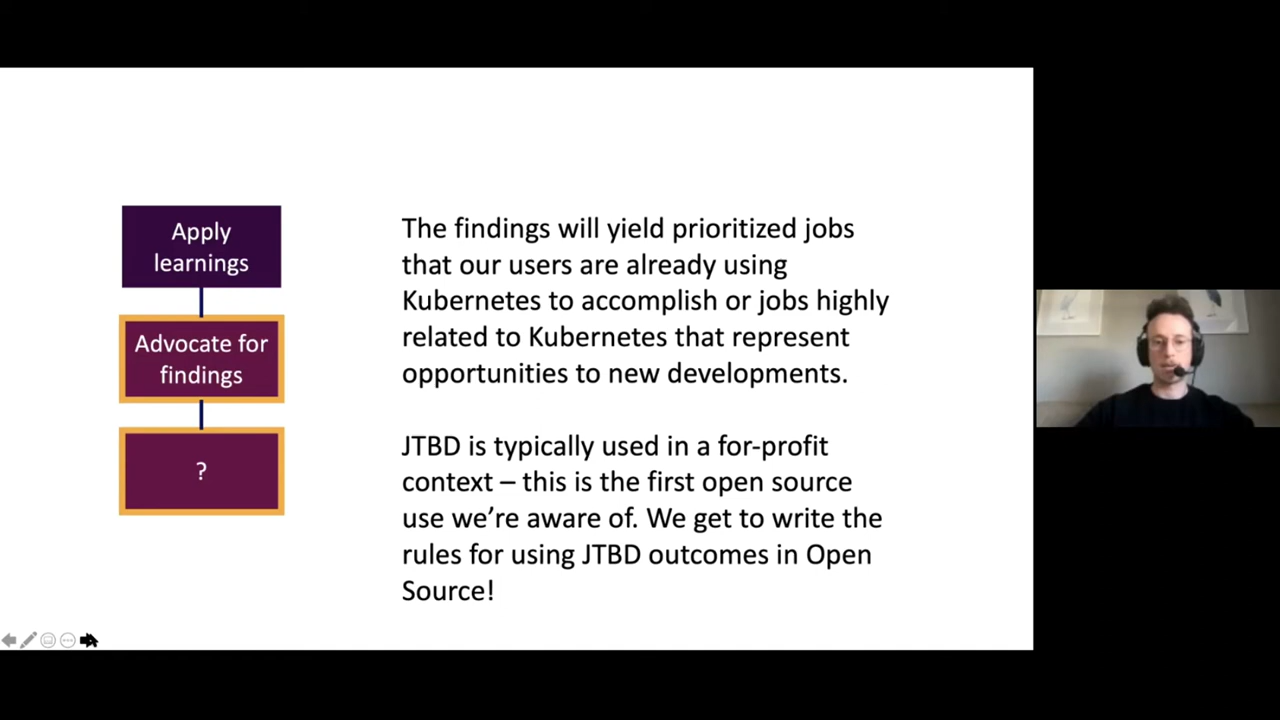 Apply
learnings
Advocate for
findings
?
The findings will yield prioritized jobs
that our users are already using
Kubernetes to accomplish or jobs highly
related to Kubernetes that represent
opportunities to new developments.
JTBD is typically used in a for-profit
context – this is the first open source
use we’re aware of. We get to write the
rules for using JTBD outcomes in Open
Source!